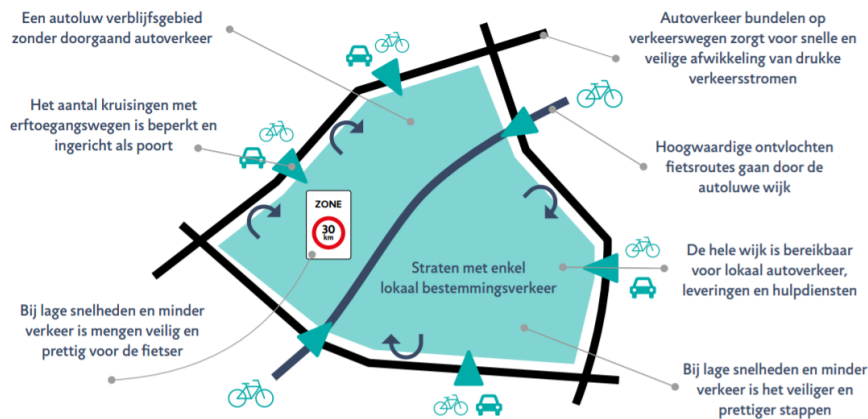 Een autoluw verblijfsgebied
zonder doorgaand autoverkeer
Autoverkeer bundelen op
verkeerswegen zorgt voor snelle en
veilige afwikkeling van drukke
verkeersstromen
Het aantal kruisingen met
erftoegangswegen is beperkt en
ingericht als poort
Hoogwaardige ontvlochten
fietsroutes gaan door de
autoluwe wijk
ZONE
30
km
Straten met enkel
lokaal bestemmingsverkeer
De hele wijk is bereikbaar
voor lokaal autoverkeer,
leveringen en hulpdiensten
Bij lage snelheden en minder
verkeer is mengen veilig en
prettig voor de fietser
Bij lage snelheden en minder
verkeer is het veiliger en
prettiger stappen